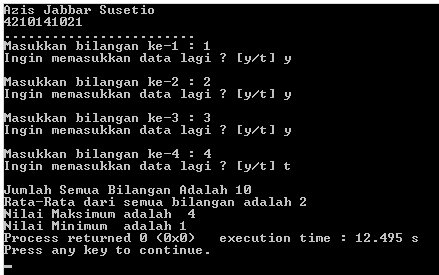 Azis Jabbar Susetio
4210141021
........................
Masukkan bilangan ke-1 : 1
Ingin memasukkan data lagi ? [y/t] y
Masukkan bilangan ke-2 : 2
Ingin memasukkan data lagi ? [y/t] y
Masukkan bilangan ke-3 : 3
Ingin memasukkan data lagi ? [y/t] y
Masukkan bilangan ke-4 : 4
Ingin memasukkan data lagi ? [y/t] t
Jumlah Semua Bilangan Adalah 10
Rata-Rata dari semua bilangan adalah 2
Nilai Maksimum adalah  4
Nilai Minimum  adalah 1
Process returned 0 (0x0)   execution time : 12.495 s
Press any key to continue.